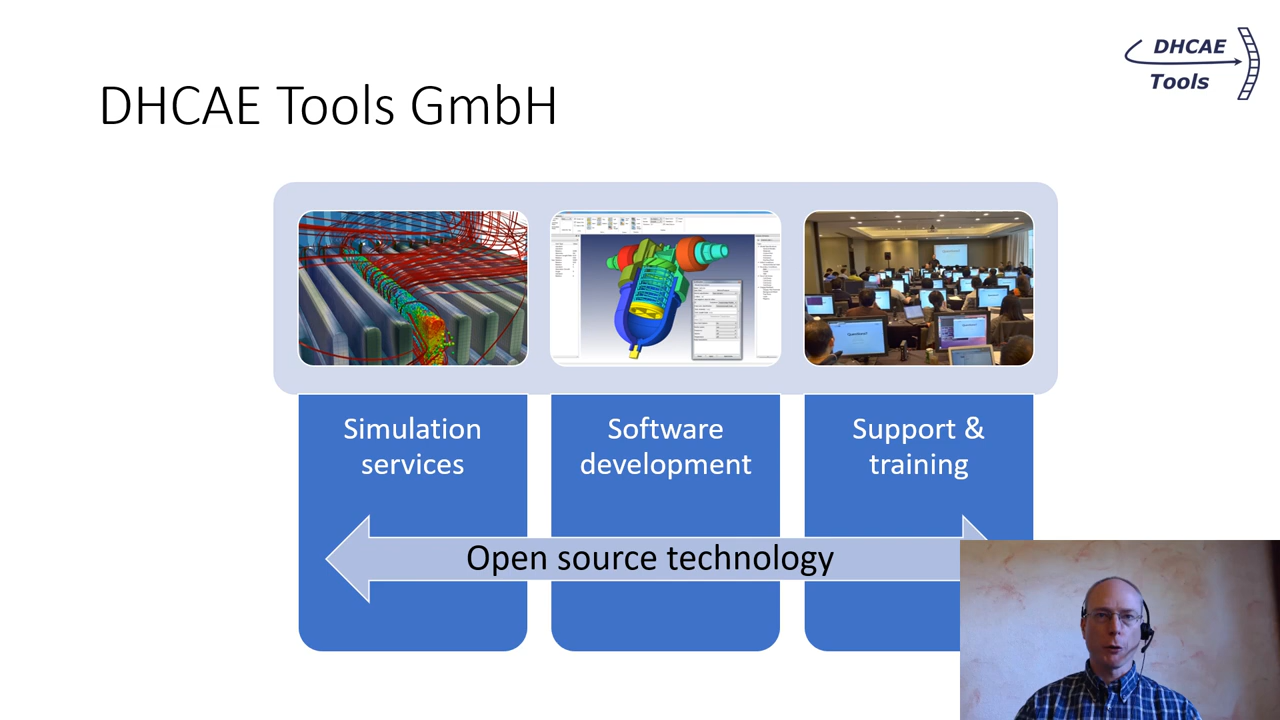 DHCAE
Tools
DHCAE Tools GmbH
Simulation
services
Software
development
Support &
training
Open source technology